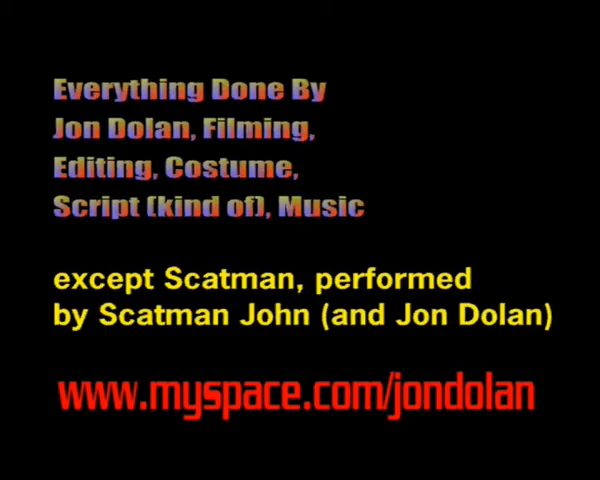 Everything Done By
Jon Dolan, Filming,
Editing, Costume,
Script (kind of), Music
except Scatman, performed
by Scatman John (and Jon Dolan)
www.myspace.com/jondolan